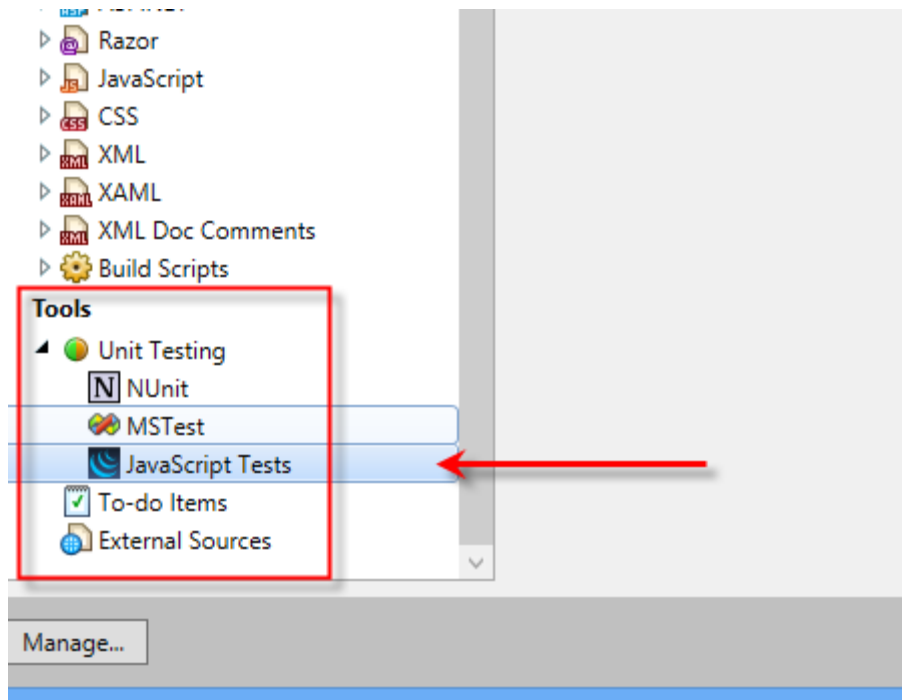 Razor
JavaScript
CSS
XML
XAML
XML Doc Comments
Build Scripts
Tools
Unit Testing
N NUnit
MSTest
JavaScript Tests
To-do Items
External Sources
Manage...